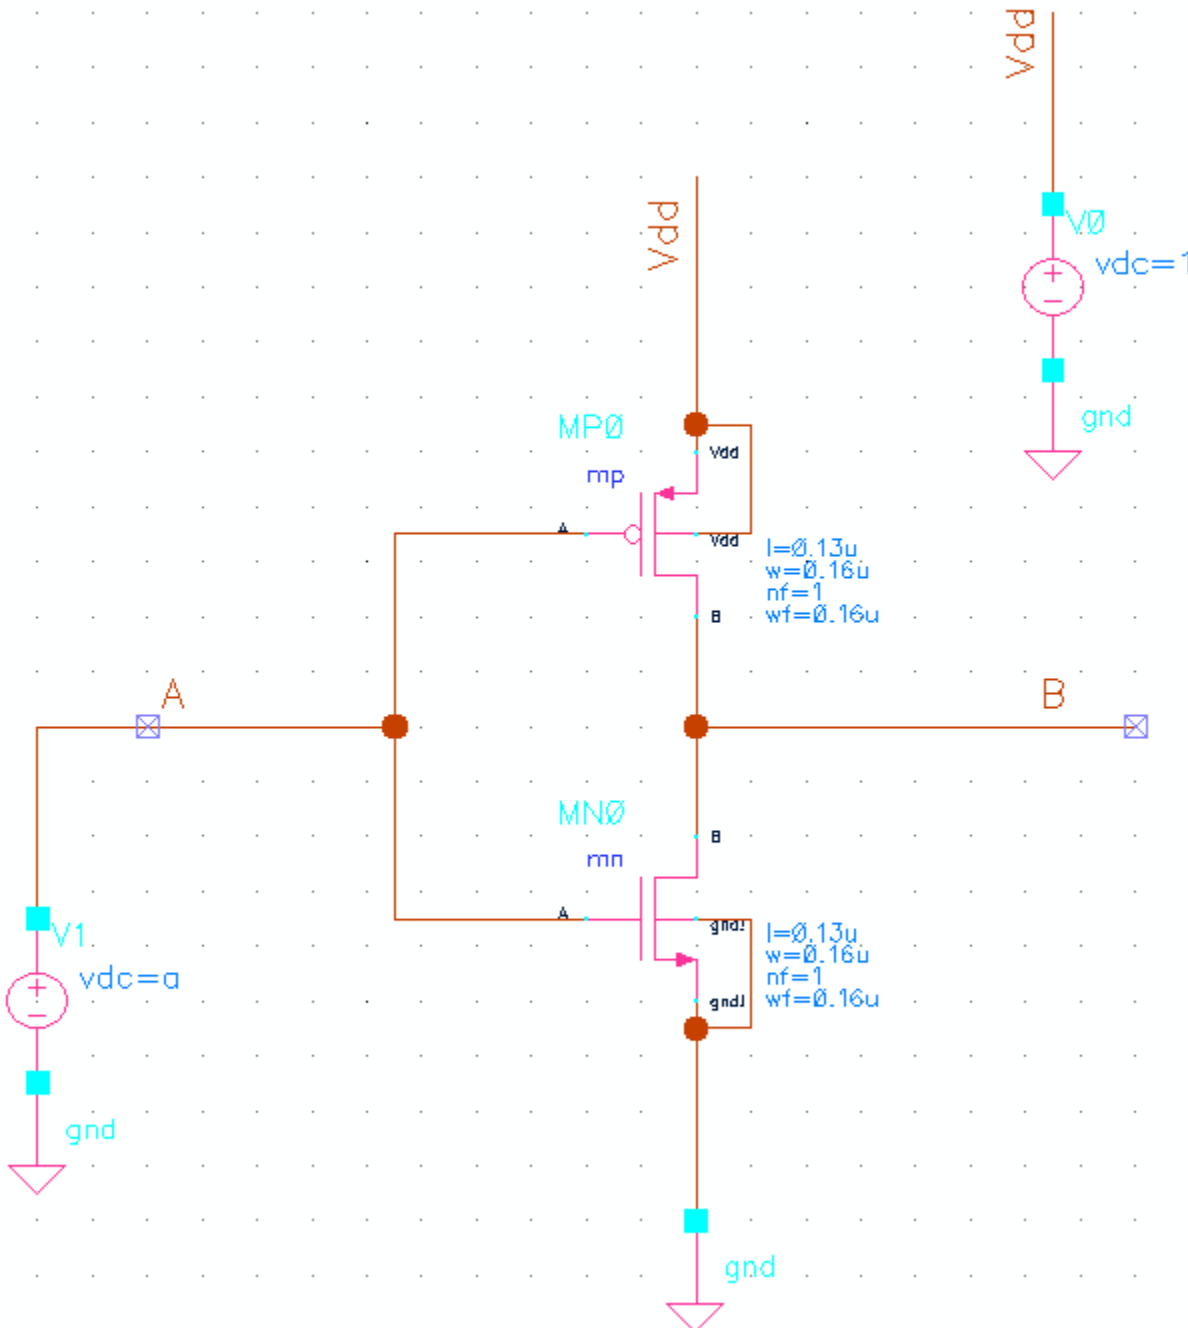 Vdd
V0
vdc=1
gnd
Vdd
MP0
mp
Vdd
A
Vdd
l=0.13u
w=0.16u
nf=1
wf=0.16u
B
A
B
MN0
mn
B
A
gnd!
l=0.13u
w=0.16u
nf=1
wf=0.16u
gnd!
V1
vdc=a
gnd
gnd